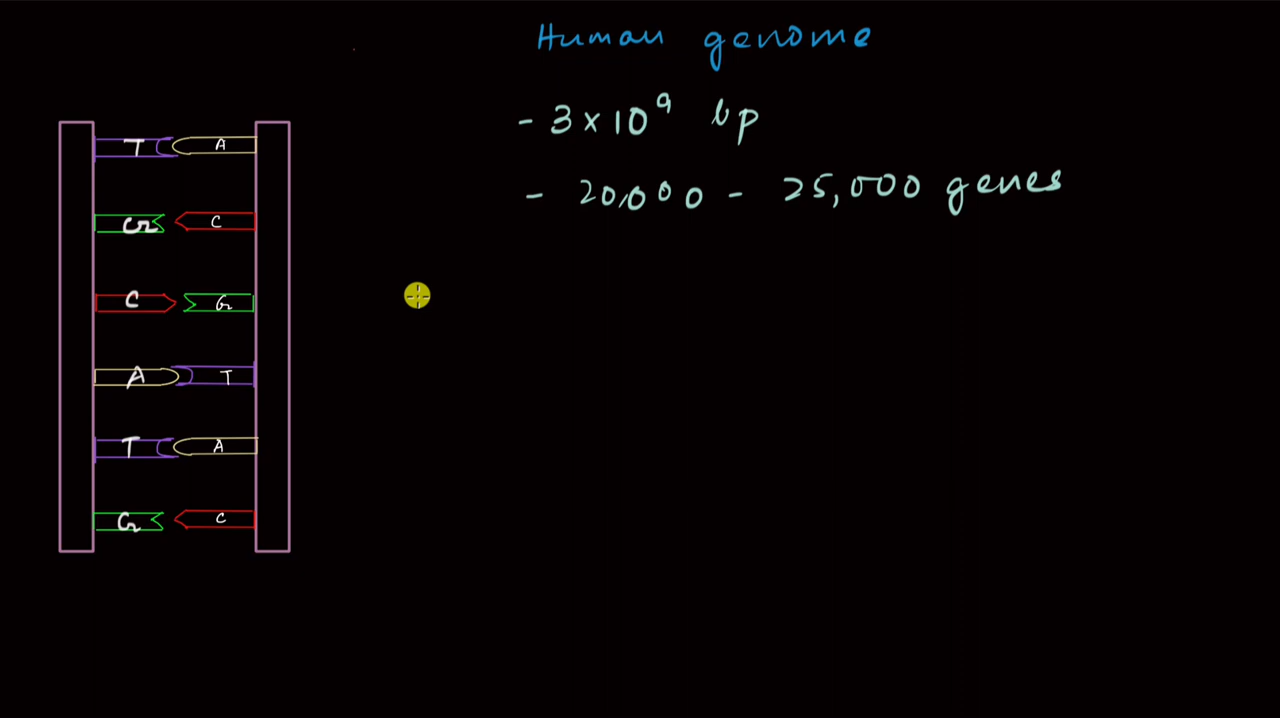 Human genome
- 3 x 10⁹ bp
- 20,000 - 25,000 genes
T A
G C
C G
A T
T A
G C